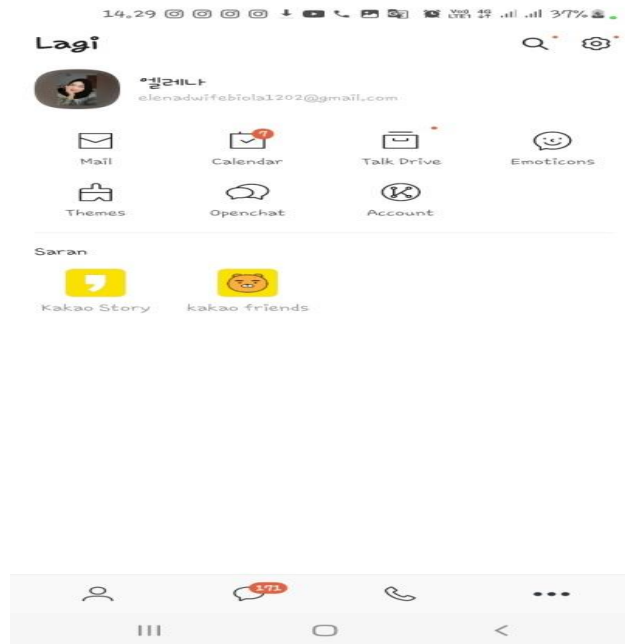 14.29 37%
Lagi
엘레나
elenadwifebiola1202@gmail.com
7
Mail Calendar Talk Drive Emoticons
Themes Openchat Account
Saran
Kakao Story kakao friends
171